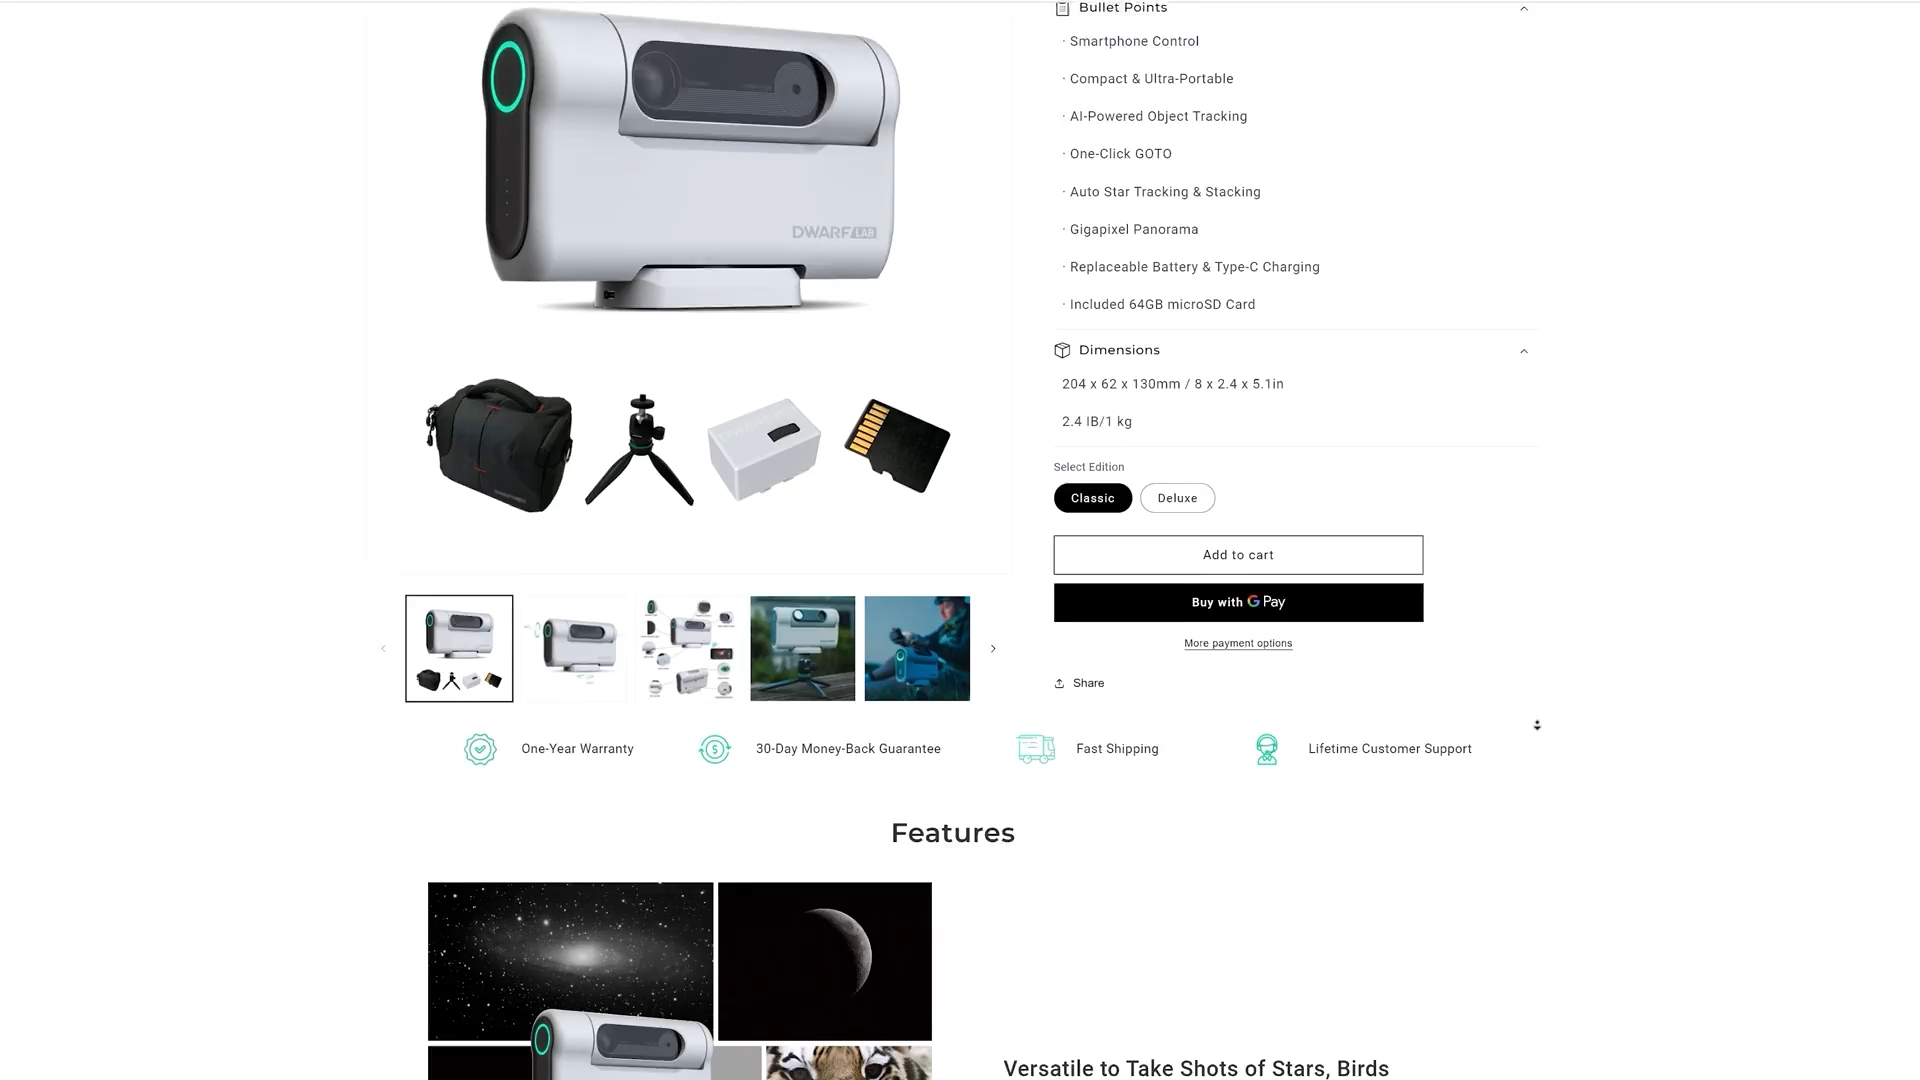 Bullet Points
· Smartphone Control
· Compact & Ultra-Portable
· AI-Powered Object Tracking
· One-Click GOTO
· Auto Star Tracking & Stacking
· Gigapixel Panorama
· Replaceable Battery & Type-C Charging
· Included 64GB microSD Card
DWARF LAB
Dimensions
204 x 62 x 130mm / 8 x 2.4 x 5.1in
2.4 IB/1 kg
Select Edition
Classic
Deluxe
Add to cart
Buy with G Pay
More payment options
Share
One-Year Warranty
30-Day Money-Back Guarantee
Fast Shipping
Lifetime Customer Support
Features
Versatile to Take Shots of Stars, Birds